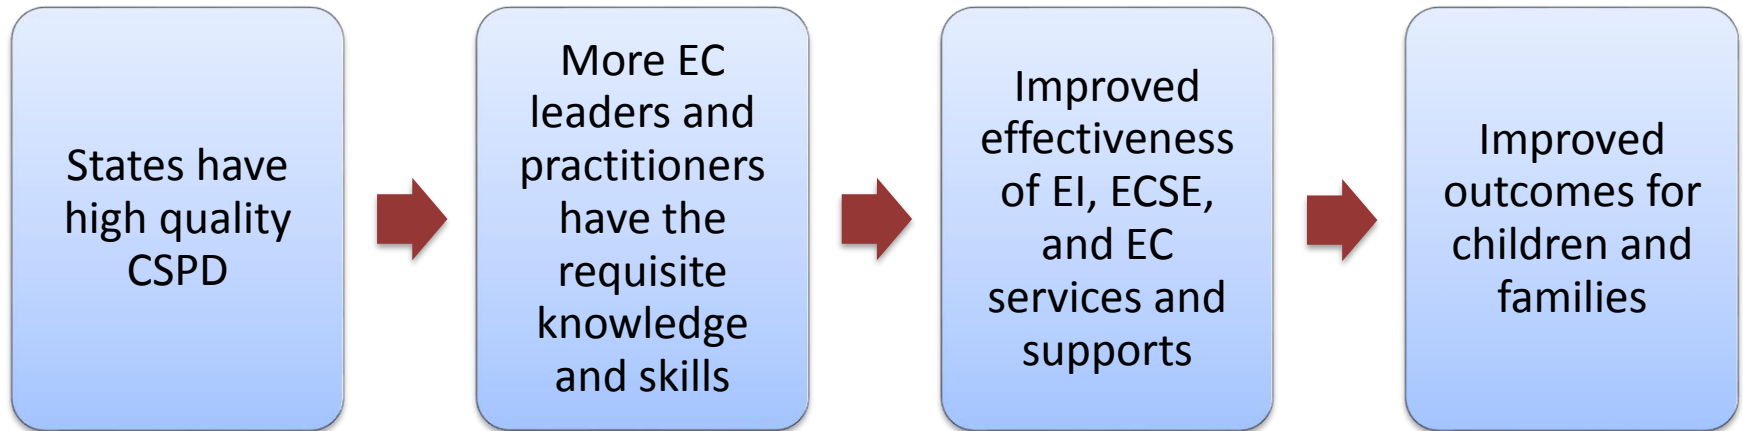 States have
high quality
CSPD
More EC
leaders and
practitioners
have the
requisite
knowledge
and skills
Improved
effectiveness
of EI, ECSE,
and EC
services and
supports
Improved
outcomes for
children and
families